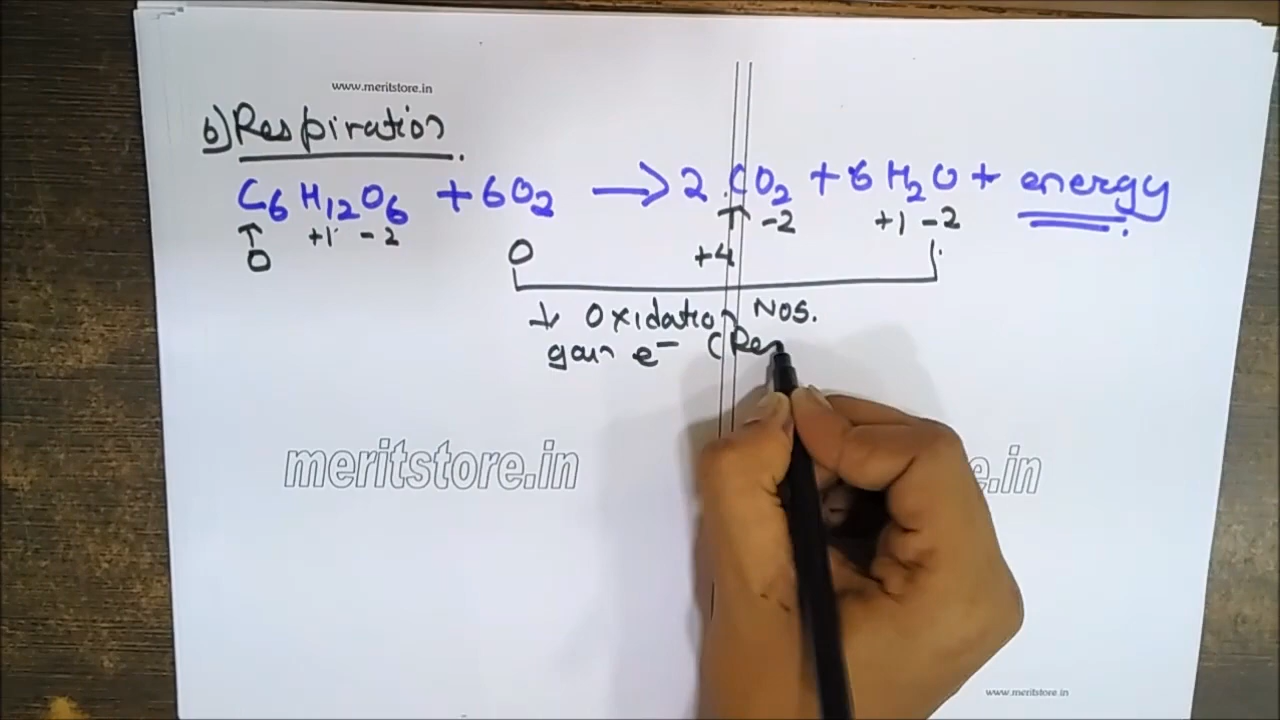 www.meritstore.in
b) Respiration.
C6 H12 O6 + 6O2 → 2 CO2 + 6 H2O + energy
↑ +1 -2 ↑ -2 +1 -2
0 0 +4
↓ Oxidation Nos.
gain e⁻ (Re
meritstore.in e.in
www.meritstore.in